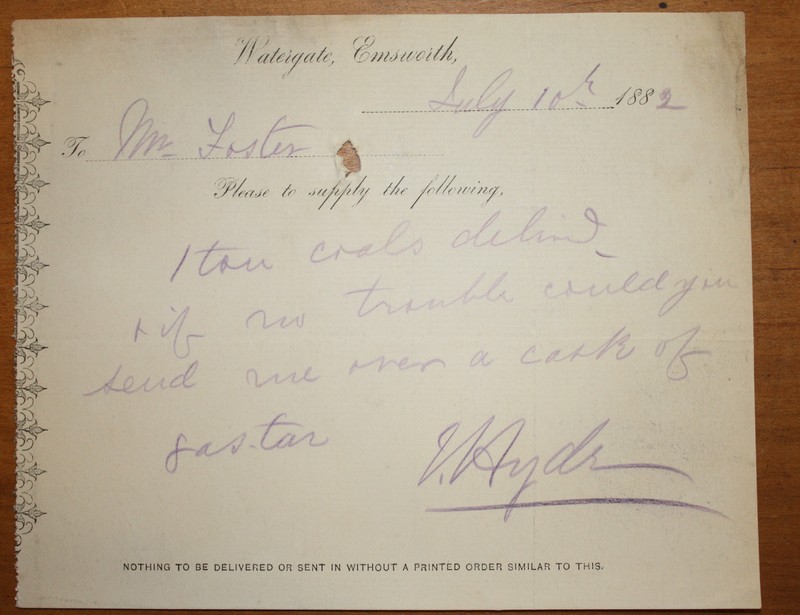 Watergate, Emsworth,
July 10th 1882
To Mr Foster
Please to supply the following,
1 ton coals delivd
& if no trouble could you
send me over a cask of
gastar
Hyde
NOTHING TO BE DELIVERED OR SENT IN WITHOUT A PRINTED ORDER SIMILAR TO THIS.